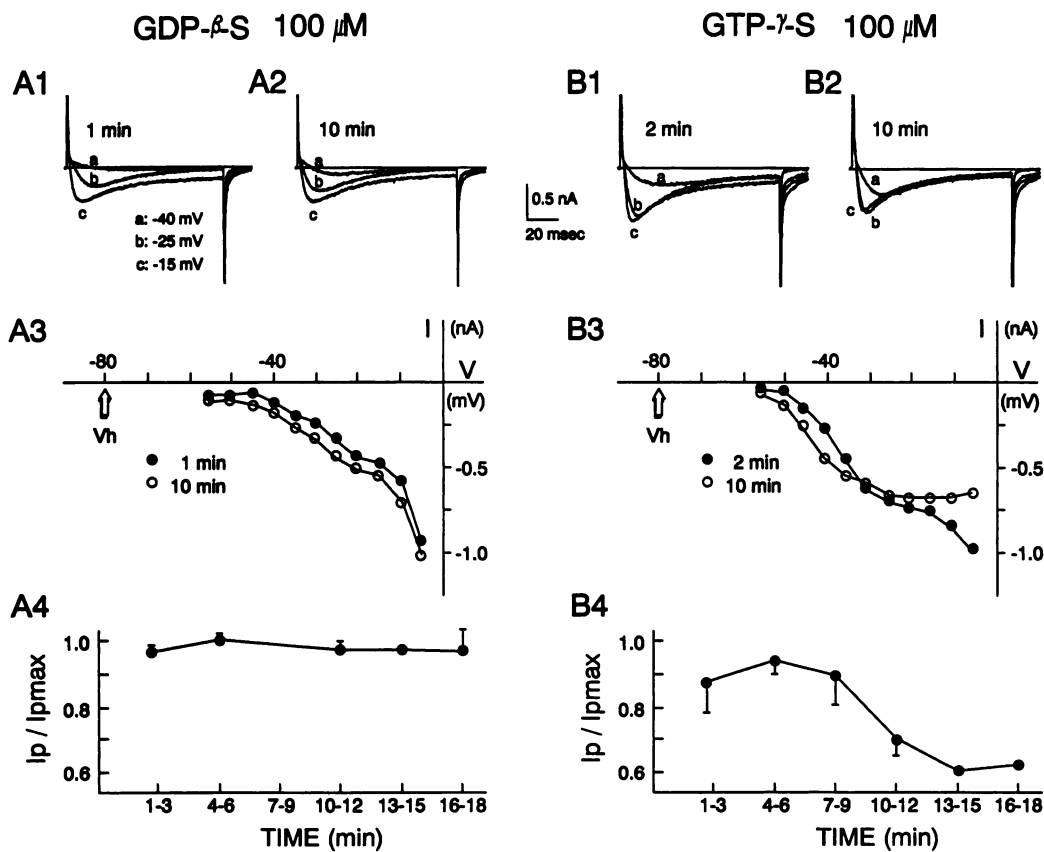 GDP-β-S 100 μM
GTP-γ-S 100 μM
A1
1 min
a
b
c
a: -40 mV
b: -25 mV
c: -15 mV
A2
10 min
a
b
c
0.5 nA
20 msec
B1
2 min
a
b
c
B2
10 min
a
c
b
A3
I (nA)
-80
-40
V
(mV)
Vh
1 min
10 min
-0.5
-1.0
B3
I (nA)
-80
-40
V
(mV)
Vh
2 min
10 min
-0.5
-1.0
A4
Ip / Ipmax
1.0
0.8
0.6
1-3 4-6 7-9 10-12 13-15 16-18
TIME (min)
B4
Ip / Ipmax
1.0
0.8
0.6
1-3 4-6 7-9 10-12 13-15 16-18
TIME (min)